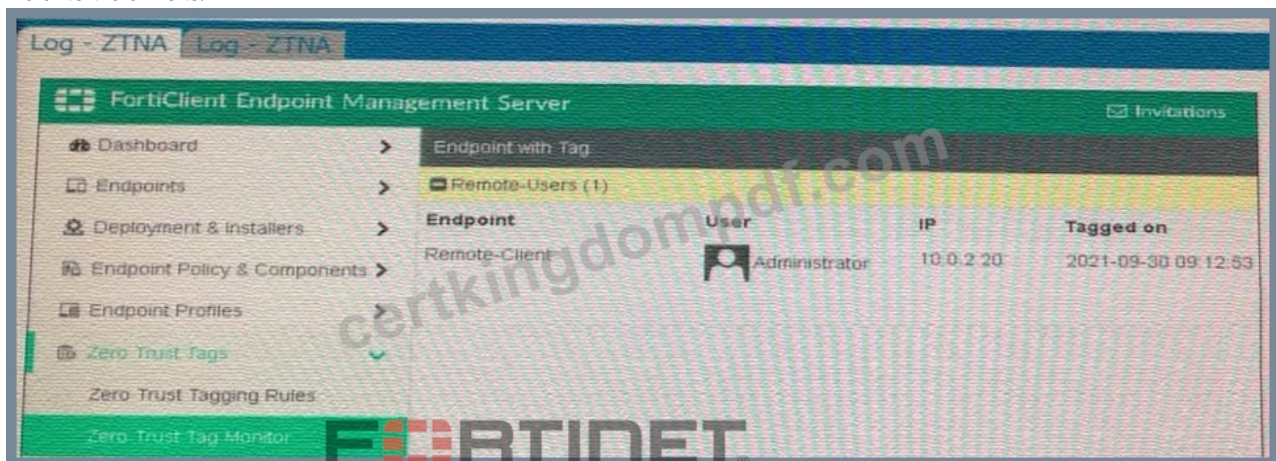 Log - ZTNA Log - ZTNA
FortiClient Endpoint Management Server
Invitations
Dashboard
Endpoint with Tag
Endpoints
Remote-Users (1)
Deployment & Installers
Endpoint User IP Tagged on
Remote-Client Administrator 10.0.2.20 2021-09-30 09:12:53
Endpoint Policy & Components
Endpoint Profiles
Zero Trust Tags
Zero Trust Tagging Rules
Zero Trust Tag Monitor
certkingdompdf.com
FORTINET